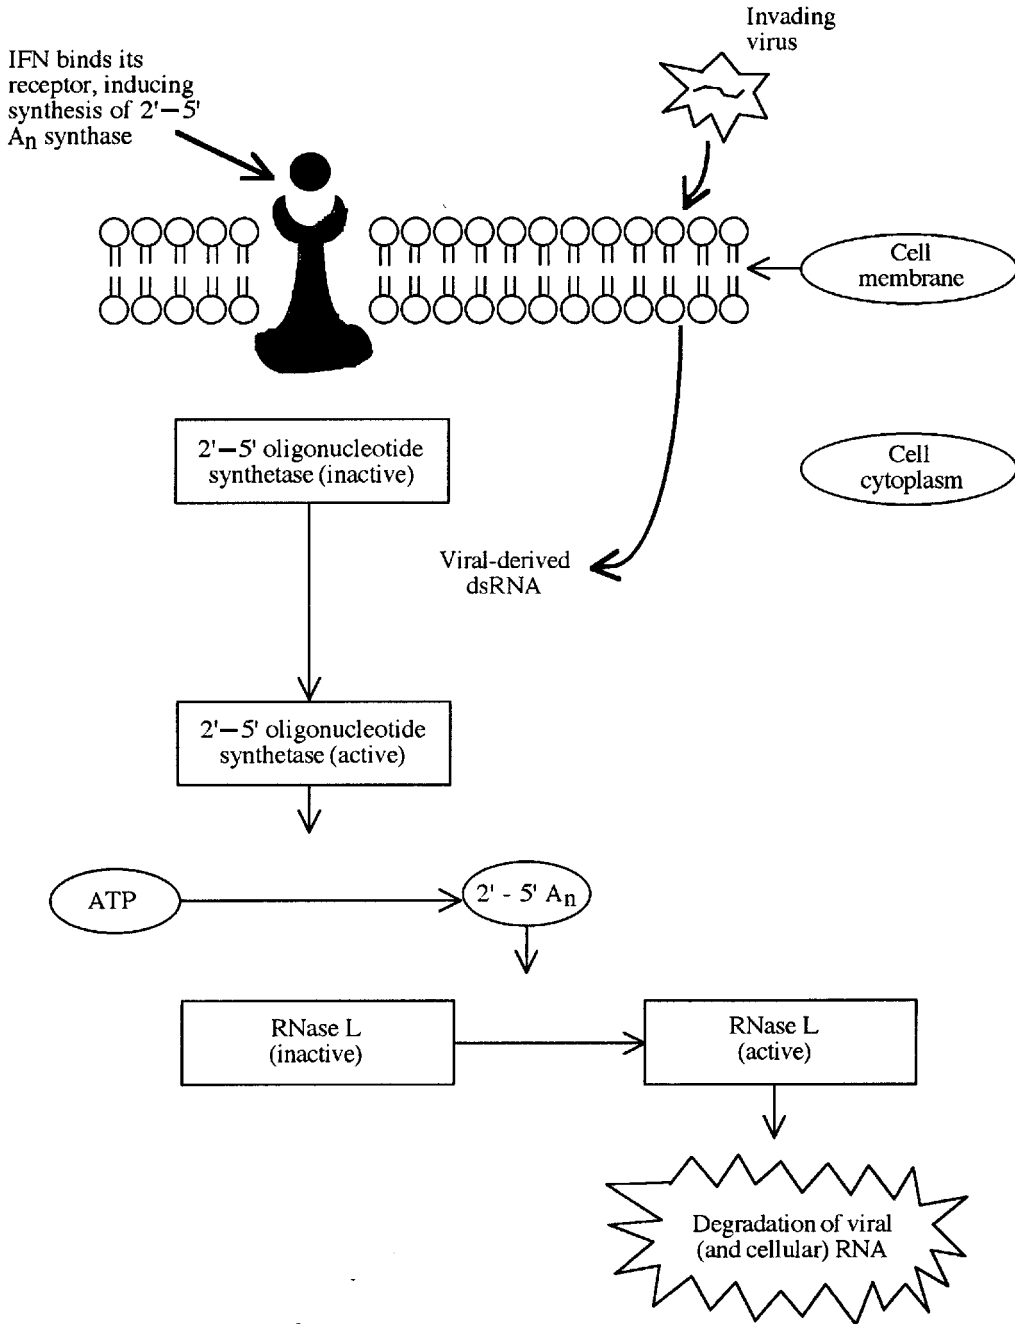 Invading
virus
IFN binds its
receptor, inducing
synthesis of 2'–5'
An synthase
Cell
membrane
2'–5' oligonucleotide
synthetase (inactive)
Cell
cytoplasm
Viral-derived
dsRNA
2'–5' oligonucleotide
synthetase (active)
ATP
2' - 5' An
RNase L
(inactive)
RNase L
(active)
Degradation of viral
(and cellular) RNA